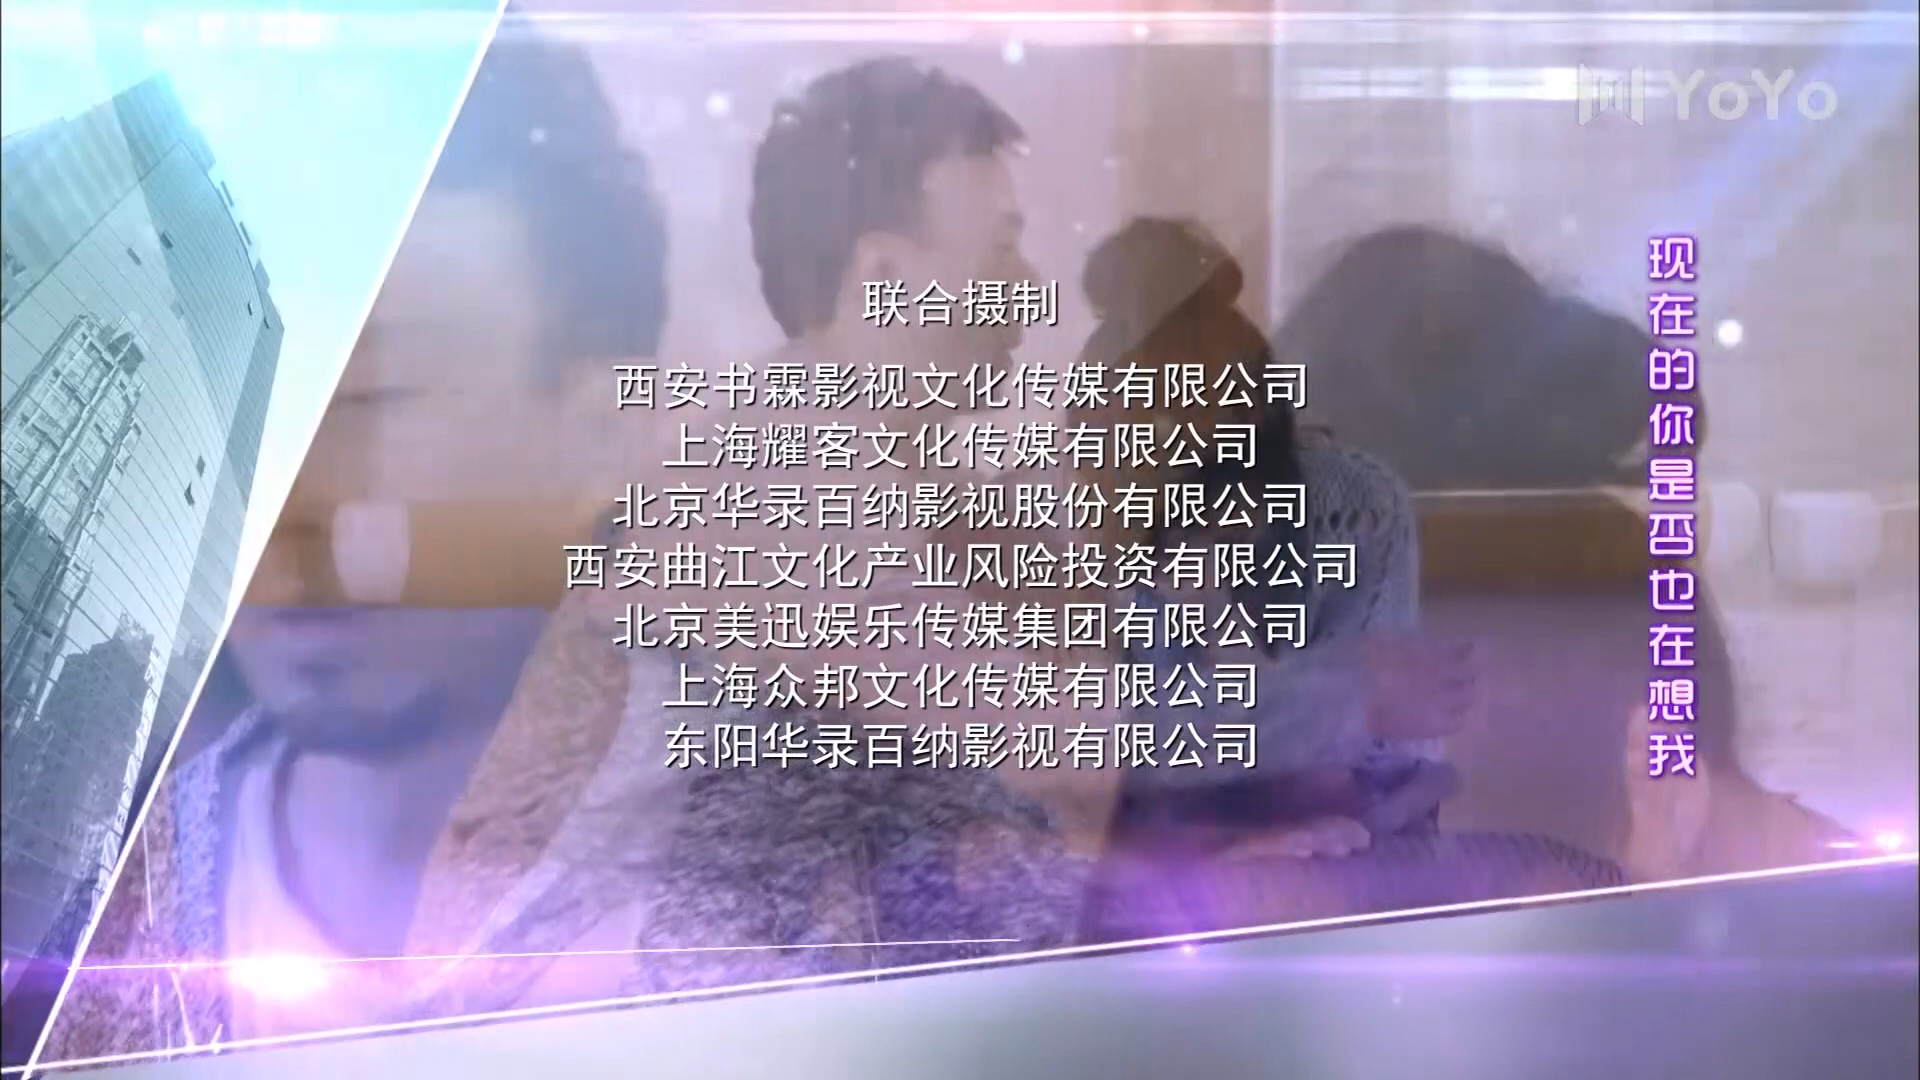 YoYo
联合摄制
西安书霖影视文化传媒有限公司
上海耀客文化传媒有限公司
北京华录百纳影视股份有限公司
西安曲江文化产业风险投资有限公司
北京美迅娱乐传媒集团有限公司
上海众邦文化传媒有限公司
东阳华录百纳影视有限公司
现在的你是否也在想我